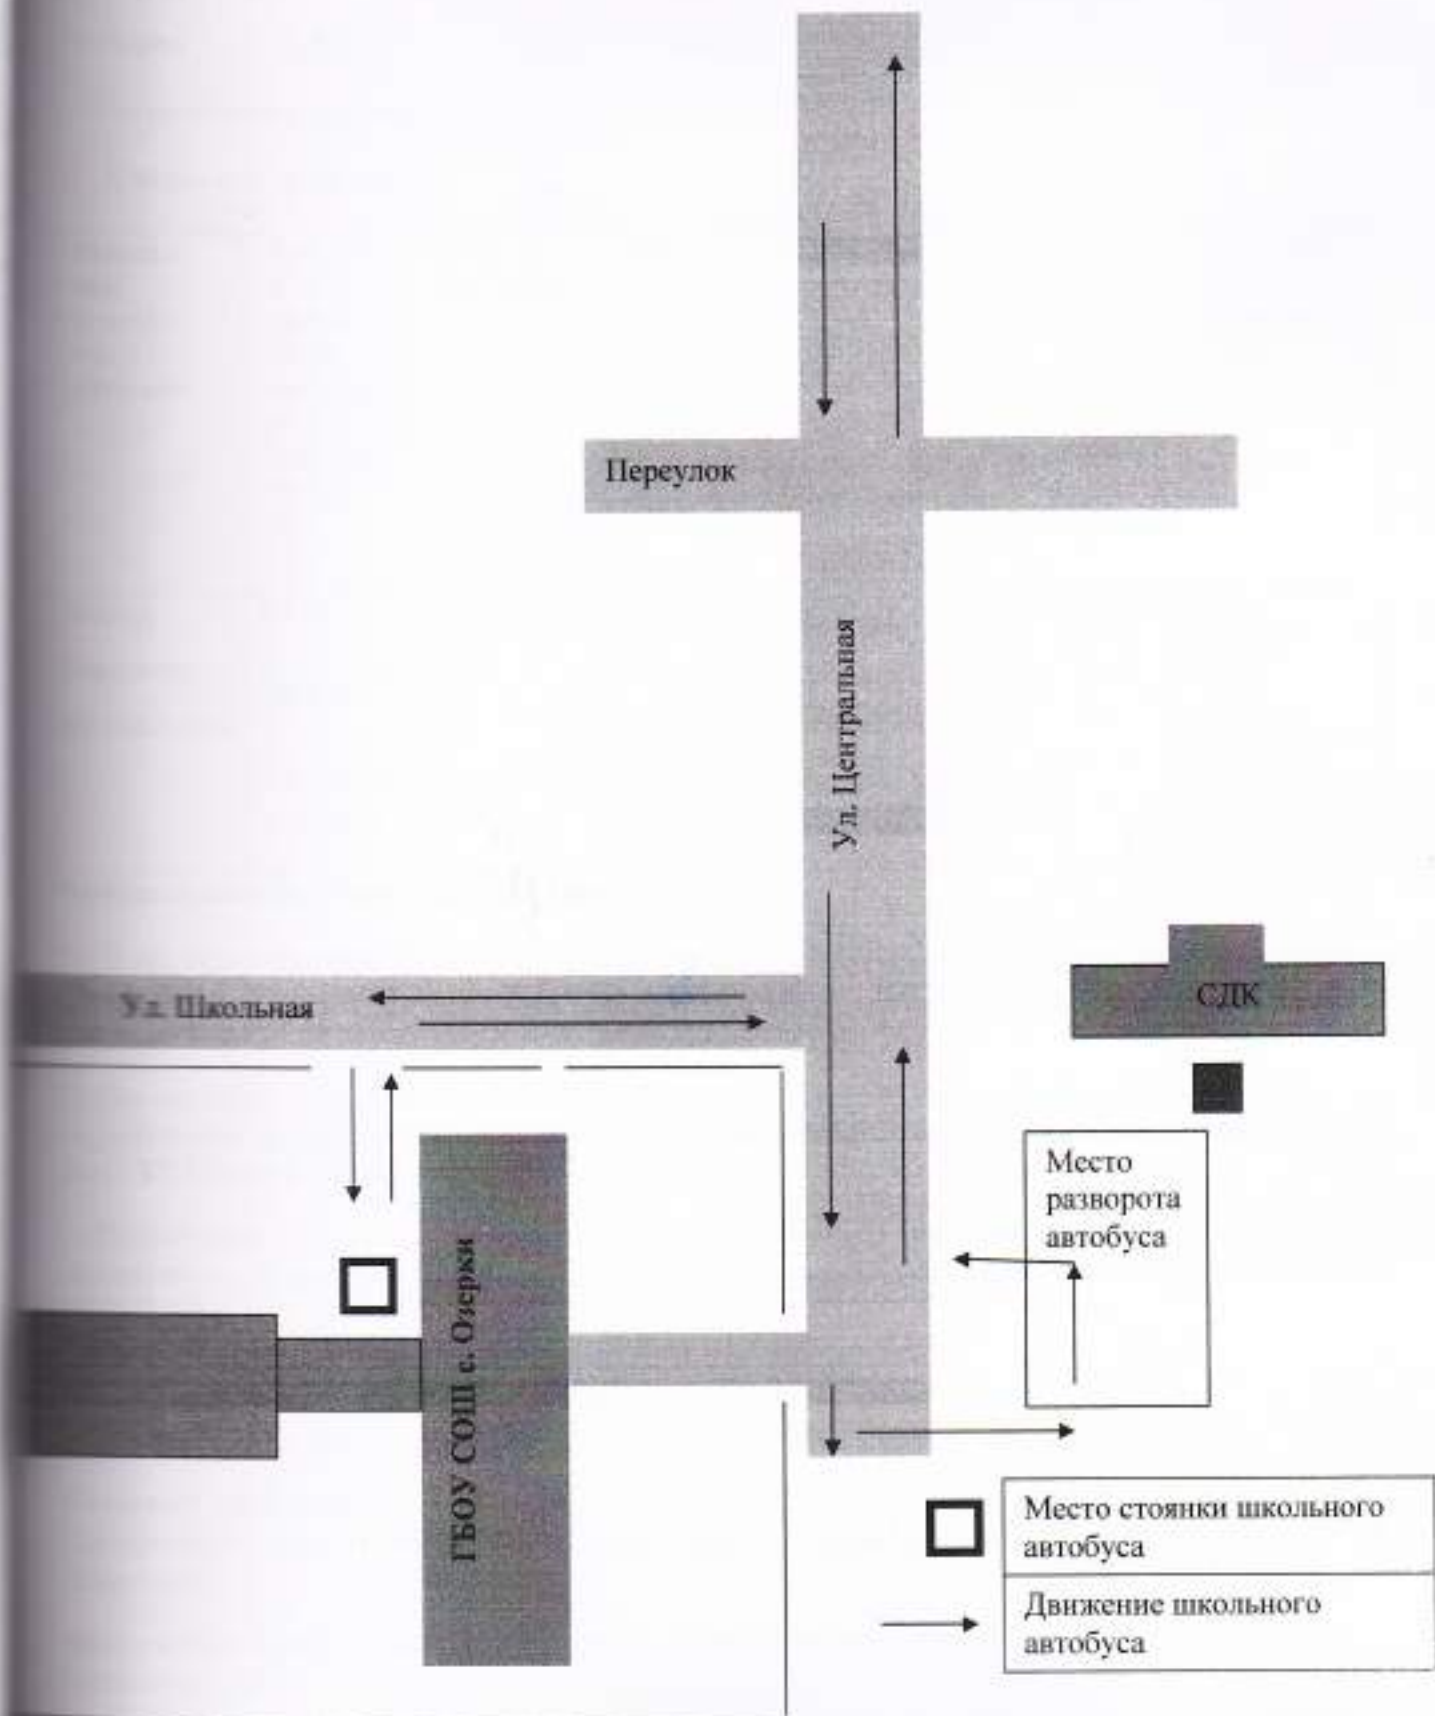 Переулок
Ул. Центральная
Ул. Школьная
СДК
Место
разворота
автобуса
ГБОУ СОШ с. Озерки
Место стоянки школьного
автобуса
Движение школьного
автобуса